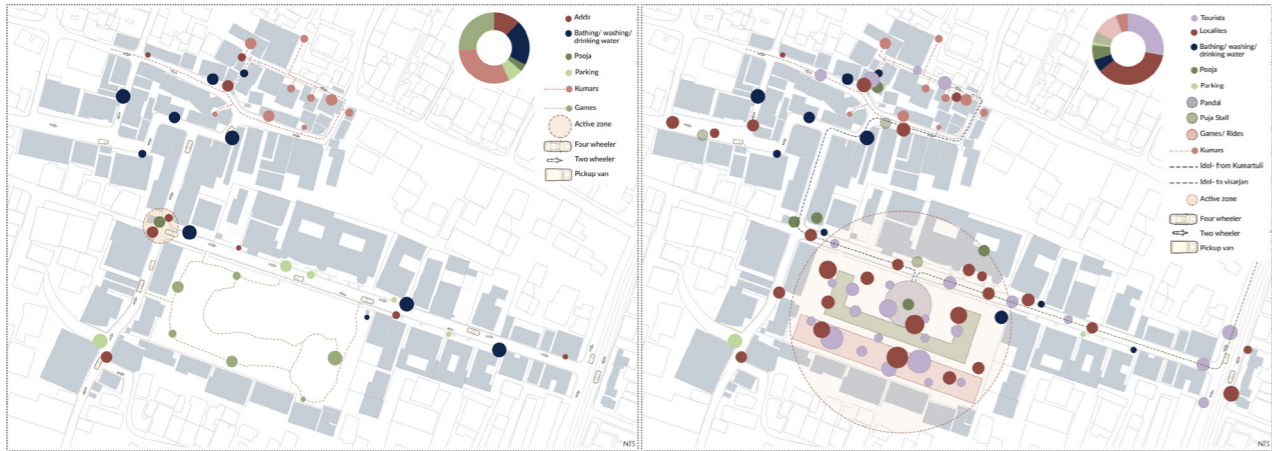 Adda
Bathing/ washing/
drinking water
Pooja
Parking
Kumars
Games
Active zone
Four wheeler
Two wheeler
Pickup van
NTS
Tourists
Localites
Bathing/ washing/
drinking water
Pooja
Parking
Pandal
Puja Stall
Games/ Rides
Kumars
Idol- from Kumartuli
Idol- to visarjan
Active zone
Four wheeler
Two wheeler
Pickup van
NTS